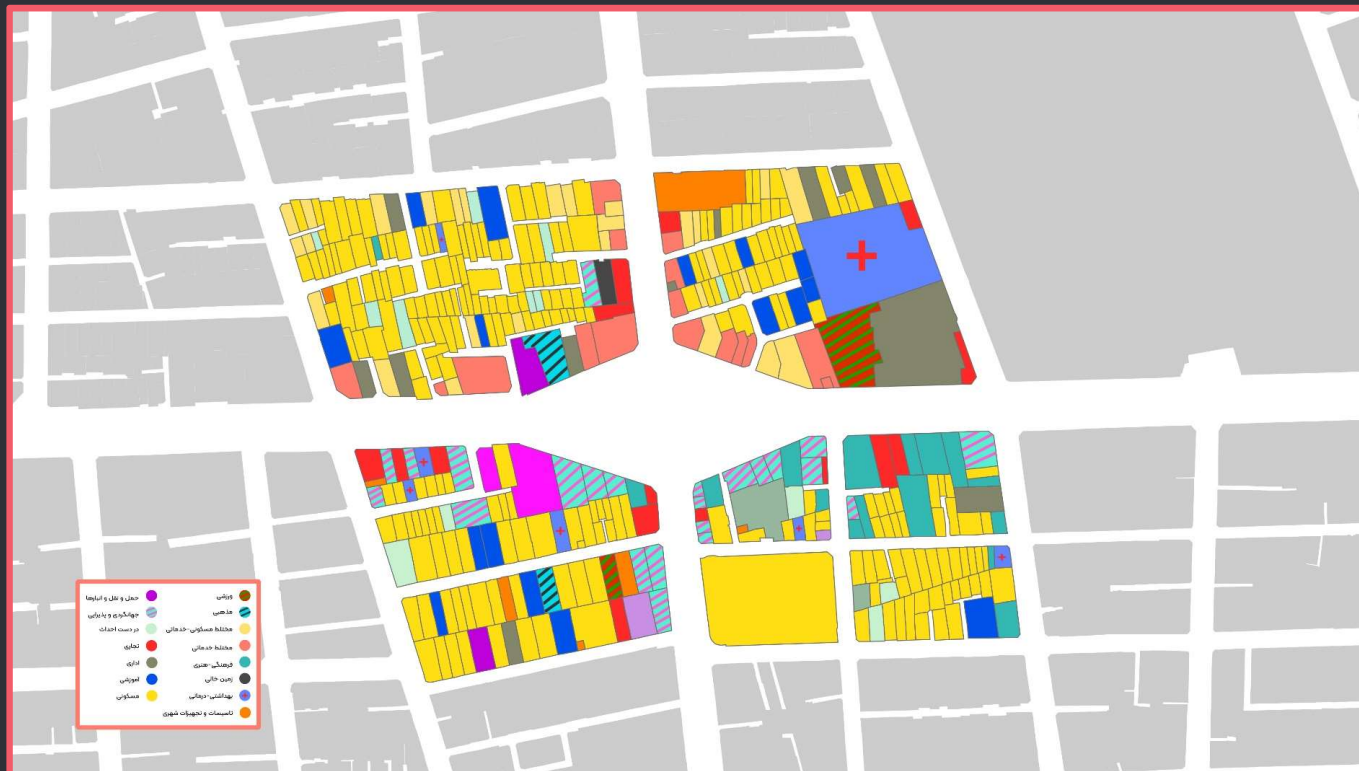 ورزشی
مذهبی
مختلط مسکونی-خدماتی
مختلط خدماتی
فرهنگی-هنری
زمین خالی
بهداشتی-درمانی
تاسیسات و تجهیزات شهری
حمل و نقل و انبارها
جهانگردی و پذیرایی
در دست احداث
تجاری
اداری
آموزشی
مسکونی